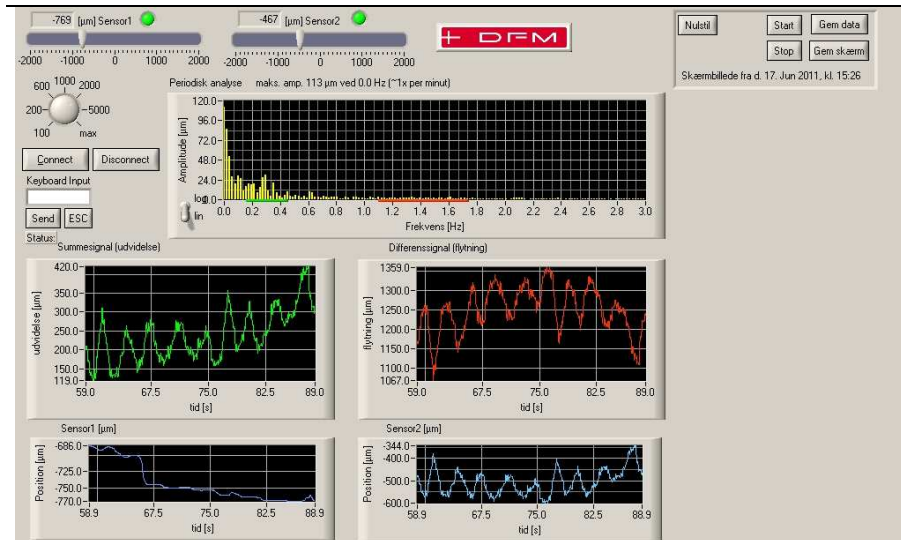 -769 [µm] Sensor1
-2000 -1000 0 1000 2000
-467 [µm] Sensor2
-2000 -1000 0 1000 2000
DFM
Nulstil Start Gem data
Stop Gem skærm
Skærmbillede fra d. 17. Jun 2011, kl. 15:26
600 1000 2000
200 5000
100 max
Connect Disconnect
Keyboard Input
Send ESC
Status:
Periodisk analyse maks. amp. 113 µm ved 0.0 Hz (~1x per minut)
Amplitude [µm]
120.0
96.0
72.0
48.0
24.0
0.0
log
lin
0.0 0.2 0.4 0.6 0.8 1.0 1.2 1.4 1.6 1.8 2.0 2.2 2.4 2.6 2.8 3.0
Frekvens [Hz]
Summesignal (udvidelse)
udvidelse [µm]
420.0
350.0
300.0
250.0
200.0
150.0
119.0
59.0 67.5 75.0 82.5 89.0
tid [s]
Differenssignal (flytning)
flytning [µm]
1359.0
1300.0
1250.0
1200.0
1150.0
1100.0
1067.0
59.0 67.5 75.0 82.5 89.0
tid [s]
Sensor1 [µm]
Position [µm]
-686.0
-725.0
-750.0
-770.0
58.9 67.5 75.0 82.5 88.9
tid [s]
Sensor2 [µm]
Position [µm]
-344.0
-400.0
-500.0
-600.0
58.9 67.5 75.0 82.5 88.9
tid [s]